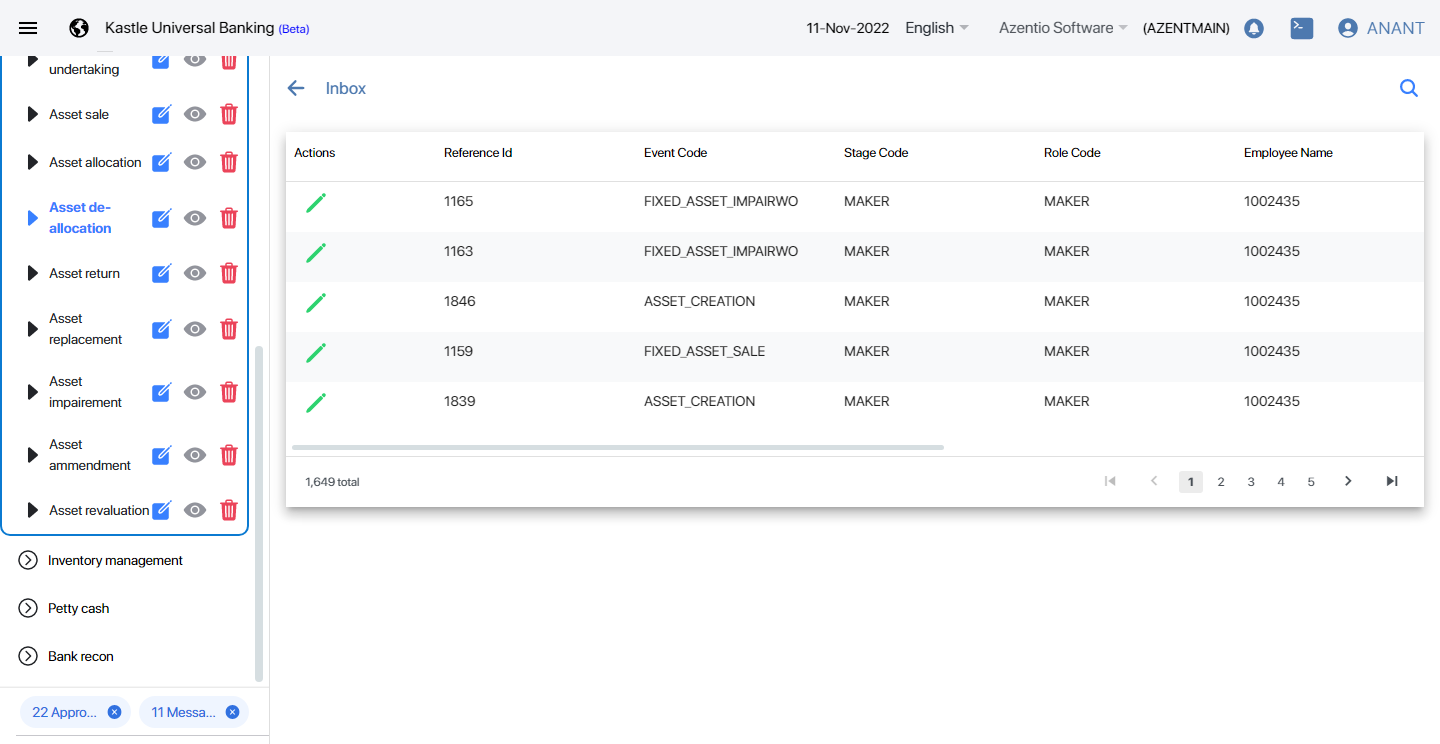 Kastle Universal Banking (Beta)
11-Nov-2022 English Azentio Software (AZENTMAIN) ANANT
undertaking
Asset sale
Asset allocation
Asset de-
allocation
Asset return
Asset
replacement
Asset
impairement
Asset
ammendment
Asset revaluation
Inventory management
Petty cash
Bank recon
22 Appro...
11 Messa...
Inbox
Actions Reference Id Event Code Stage Code Role Code Employee Name
1165 FIXED_ASSET_IMPAIRWO MAKER MAKER 1002435
1163 FIXED_ASSET_IMPAIRWO MAKER MAKER 1002435
1846 ASSET_CREATION MAKER MAKER 1002435
1159 FIXED_ASSET_SALE MAKER MAKER 1002435
1839 ASSET_CREATION MAKER MAKER 1002435
1,649 total
1 2 3 4 5